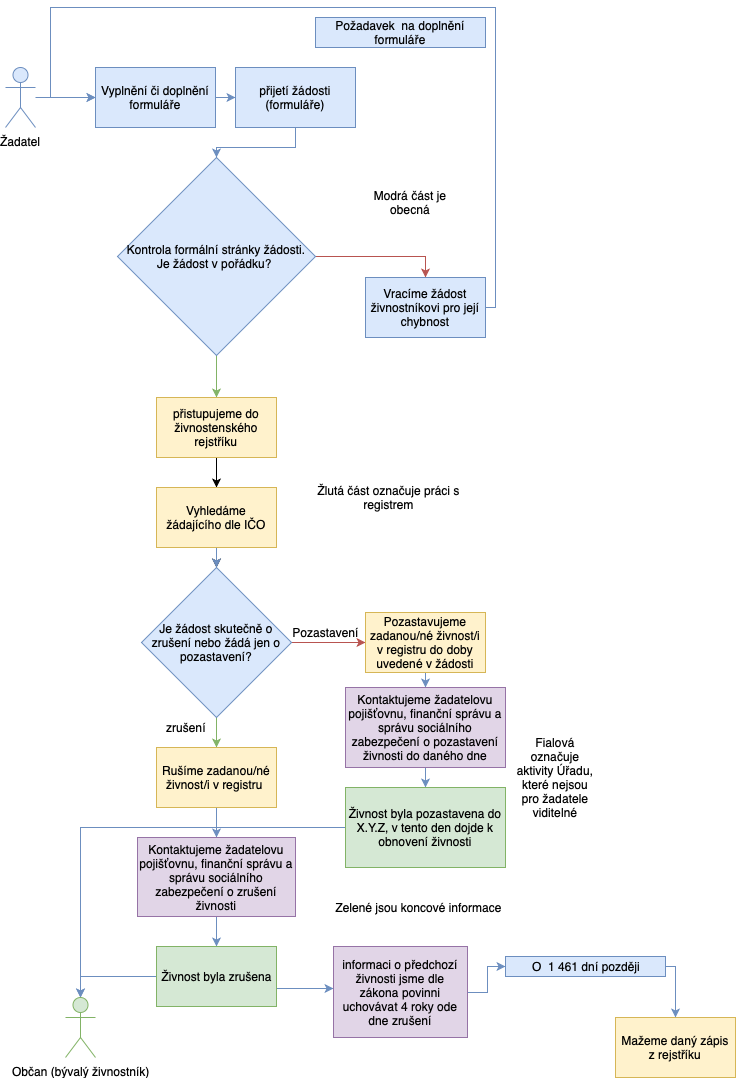 Požadavek na doplnění
formuláře
Vyplnění či doplnění
formuláře
přijetí žádosti
(formuláře)
Žadatel
Modrá část je
obecná
Kontrola formální stránky žádosti.
Je žádost v pořádku?
Vracíme žádost
živnostníkovi pro její
chybnost
přistupujeme do
živnostenského
rejstříku
Žlutá část označuje práci s
registrem
Vyhledáme
žádajícího dle IČO
Je žádost skutečně o
zrušení nebo žádá jen o
pozastavení?
Pozastavení
Pozastavujeme
zadanou/né živnost/i
v registru do doby
uvedené v žádosti
Kontaktujeme žadatelovu
pojišťovnu, finanční správu a
správu sociálního
zabezpečení o pozastavení
živnosti do daného dne
zrušení
Fialová
označuje
aktivity Úřadu,
které nejsou
pro žadatele
viditelné
Rušíme zadanou/né
živnost/i v registru
Živnost byla pozastavena do
X.Y.Z, v tento den dojde k
obnovení živnosti
Kontaktujeme žadatelovu
pojišťovnu, finanční správu a
správu sociálního
zabezpečení o zrušení
živnosti
Zelené jsou koncové informace
Živnost byla zrušena
informaci o předchozí
živnosti jsme dle
zákona povinni
uchovávat 4 roky ode
dne zrušení
O 1 461 dní později
Mažeme daný zápis
z rejstříku
Občan (bývalý živnostník)